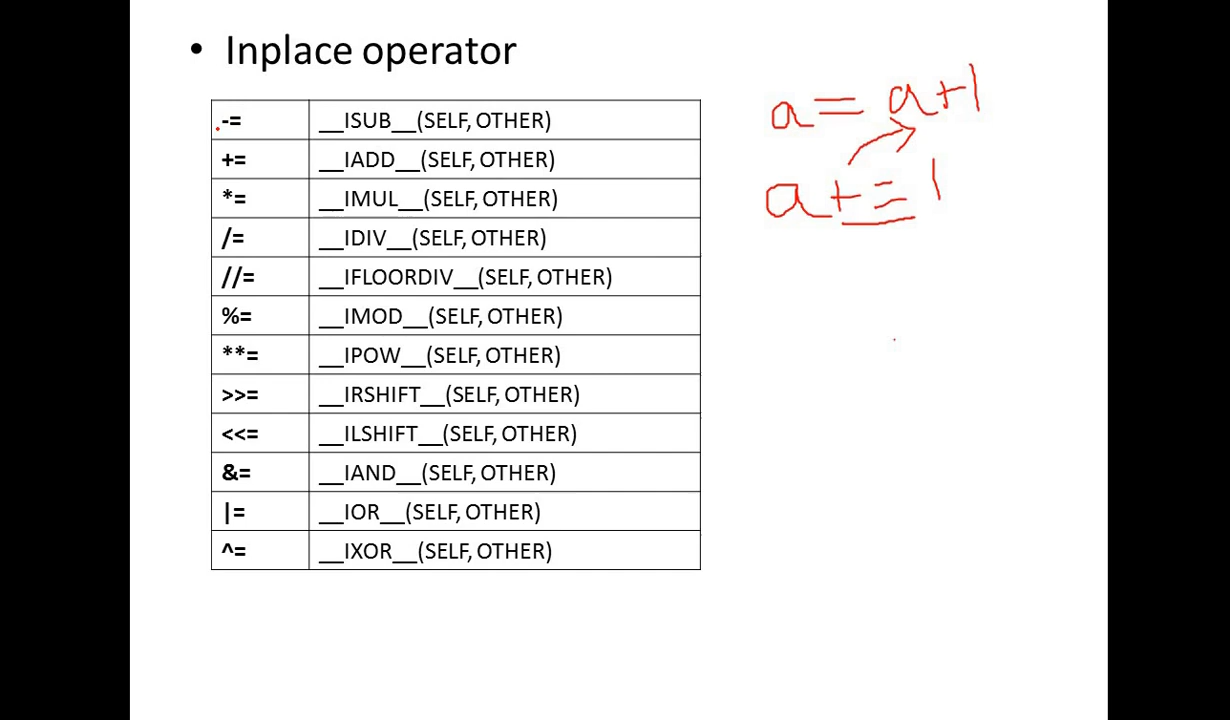 • Inplace operator
-= __ISUB__(SELF, OTHER)
+= __IADD__(SELF, OTHER)
*= __IMUL__(SELF, OTHER)
/= __IDIV__(SELF, OTHER)
//= __IFLOORDIV__(SELF, OTHER)
%= __IMOD__(SELF, OTHER)
**= __IPOW__(SELF, OTHER)
>>= __IRSHIFT__(SELF, OTHER)
<<= __ILSHIFT__(SELF, OTHER)
&= __IAND__(SELF, OTHER)
|= __IOR__(SELF, OTHER)
^= __IXOR__(SELF, OTHER)
a = a+1
a += 1